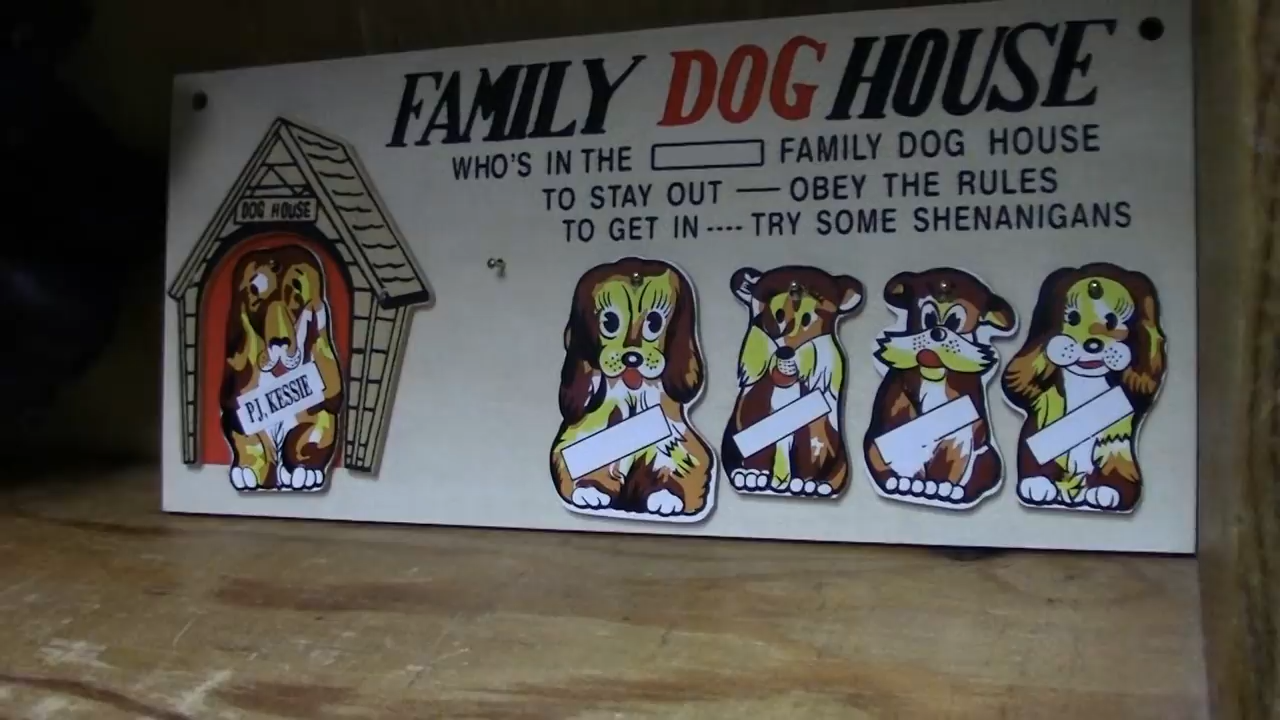 FAMILY DOG HOUSE
WHO'S IN THE FAMILY DOG HOUSE
TO STAY OUT — OBEY THE RULES
TO GET IN ---- TRY SOME SHENANIGANS
DOG HOUSE
PJ, KESSIE